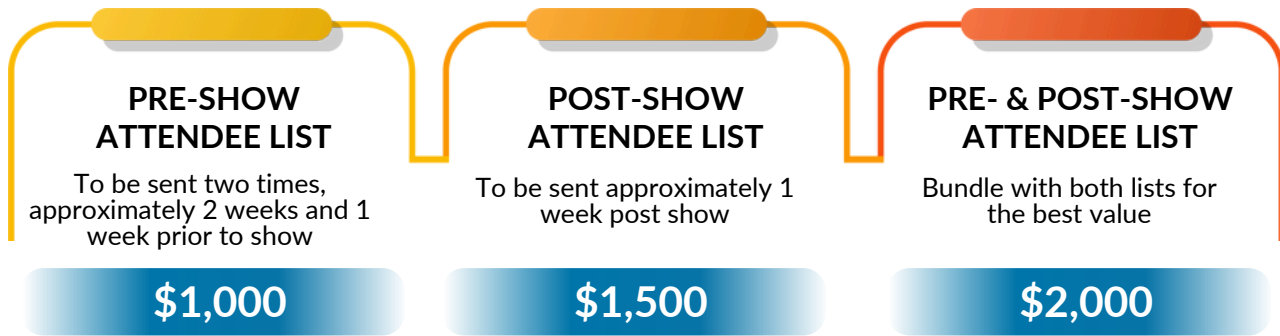 PRE-SHOW
ATTENDEE LIST
To be sent two times,
approximately 2 weeks and 1
week prior to show
$1,000
POST-SHOW
ATTENDEE LIST
To be sent approximately 1
week post show
$1,500
PRE- & POST-SHOW
ATTENDEE LIST
Bundle with both lists for
the best value
$2,000